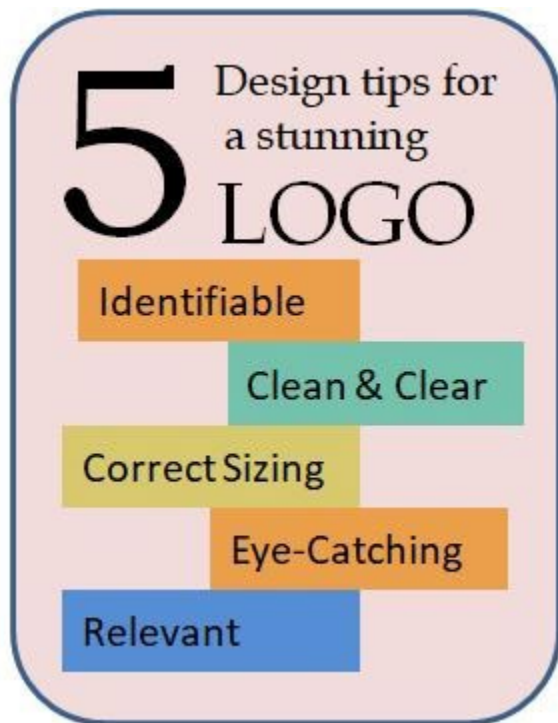 5
Design tips for
a stunning
LOGO
Identifiable
Clean & Clear
Correct Sizing
Eye-Catching
Relevant